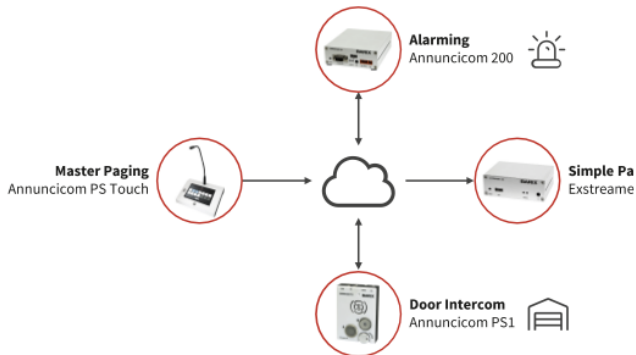 Alarming
Annuncicom 200
Master Paging
Annuncicom PS Touch
Simple Pa
Exstreame
Door Intercom
Annuncicom PS1